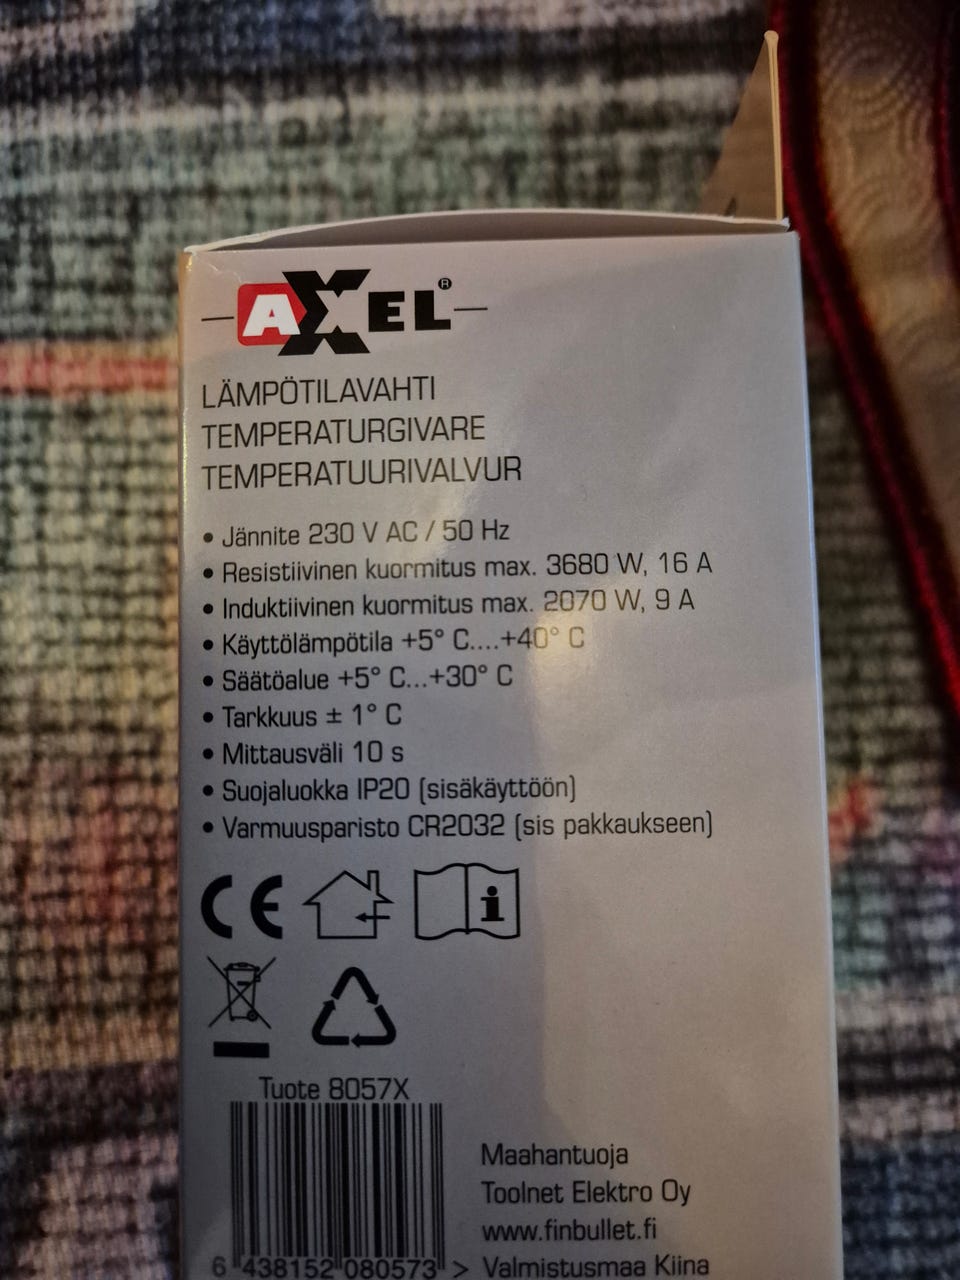 AXEL®
LÄMPÖTILAVAHTI
TEMPERATURGIVARE
TEMPERATUURIVALVUR
• Jännite 230 V AC / 50 Hz
• Resistiivinen kuormitus max. 3680 W, 16 A
• Induktiivinen kuormitus max. 2070 W, 9 A
• Käyttölämpötila +5° C....+40° C
• Säätöalue +5° C...+30° C
• Tarkkuus ± 1° C
• Mittausväli 10 s
• Suojaluokka IP20 (sisäkäyttöön)
• Varmuusparisto CR2032 (sis pakkaukseen)
CE
i
Tuote 8057X
6 438152 080573 >
Maahantuoja
Toolnet Elektro Oy
www.finbullet.fi
Valmistusmaa Kiina